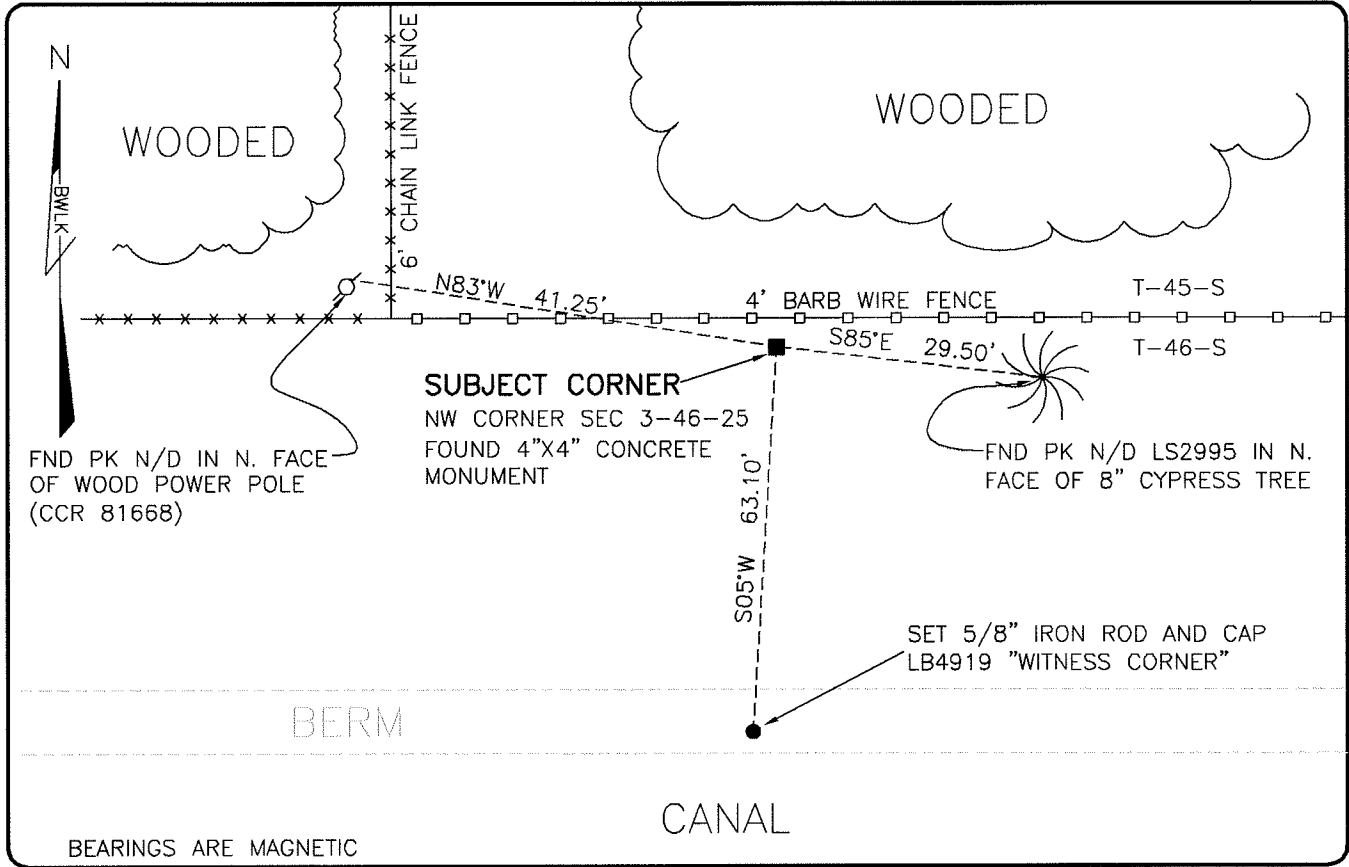 N
BWLK
WOODED
6' CHAIN LINK FENCE
WOODED
N83°W 41.25'
4' BARB WIRE FENCE
T-45-S
S85°E 29.50'
T-46-S
SUBJECT CORNER
NW CORNER SEC 3-46-25
FOUND 4"X4" CONCRETE
MONUMENT
FND PK N/D IN N. FACE
OF WOOD POWER POLE
(CCR 81668)
FND PK N/D LS2995 IN N.
FACE OF 8" CYPRESS TREE
S05°W 63.10'
SET 5/8" IRON ROD AND CAP
LB4919 "WITNESS CORNER"
BERM
CANAL
BEARINGS ARE MAGNETIC